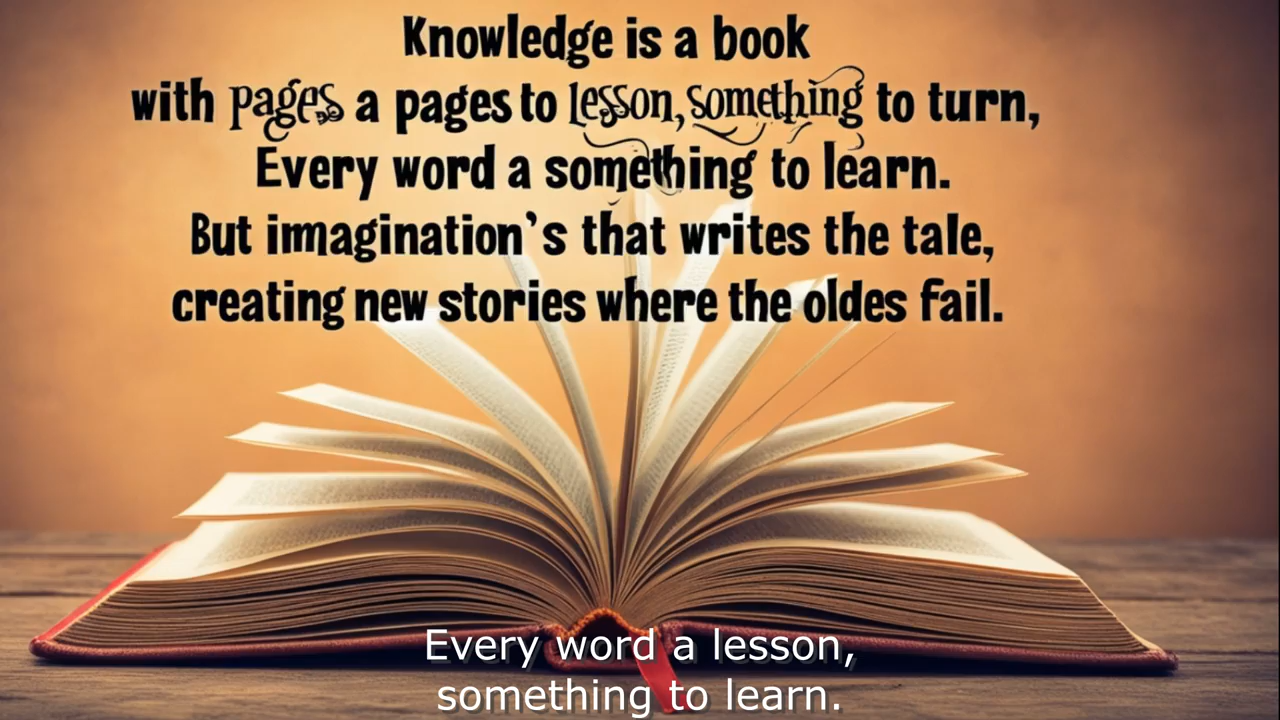 Knowledge is a book
with pages a pages to lesson, something to turn,
Every word a something to learn.
But imagination's that writes the tale,
creating new stories where the oldes fail.
Every word a lesson,
something to learn.